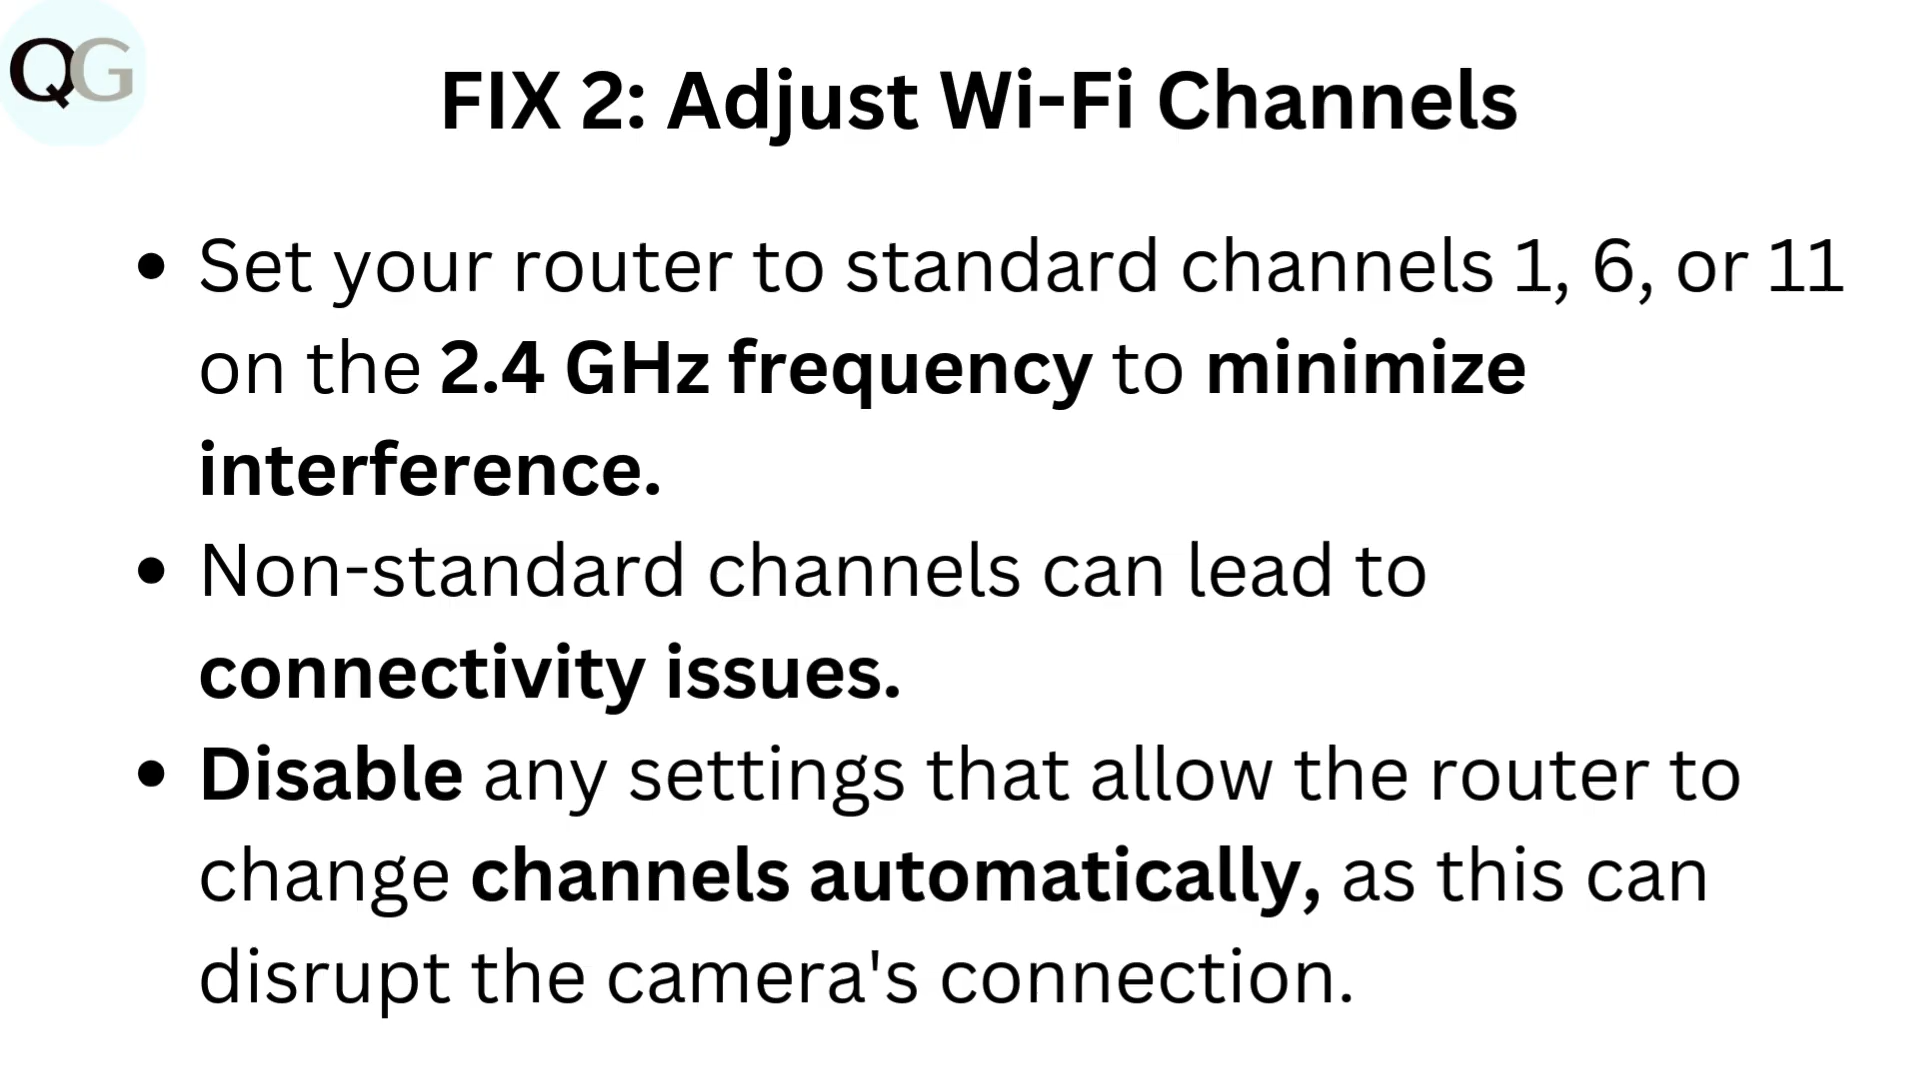 QG
FIX 2: Adjust Wi-Fi Channels
• Set your router to standard channels 1, 6, or 11
on the 2.4 GHz frequency to minimize
interference.
• Non-standard channels can lead to
connectivity issues.
• Disable any settings that allow the router to
change channels automatically, as this can
disrupt the camera's connection.